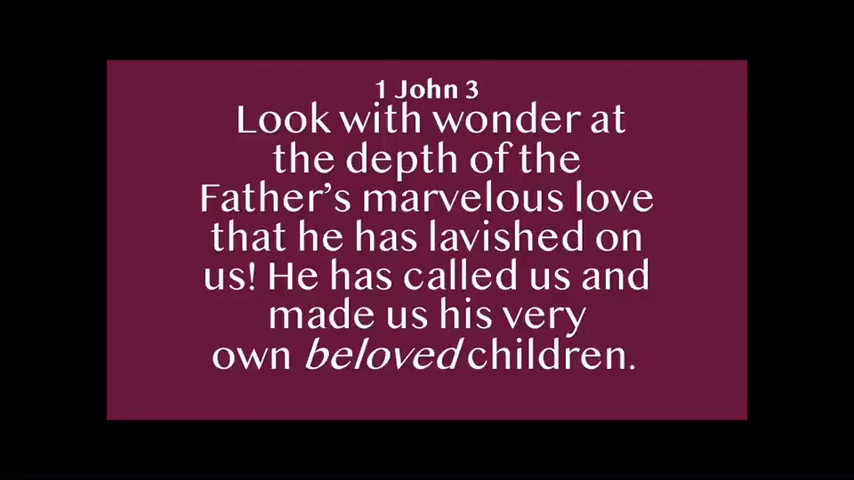 1 John 3
Look with wonder at
the depth of the
Father’s marvelous love
that he has lavished on
us! He has called us and
made us his very
own beloved children.